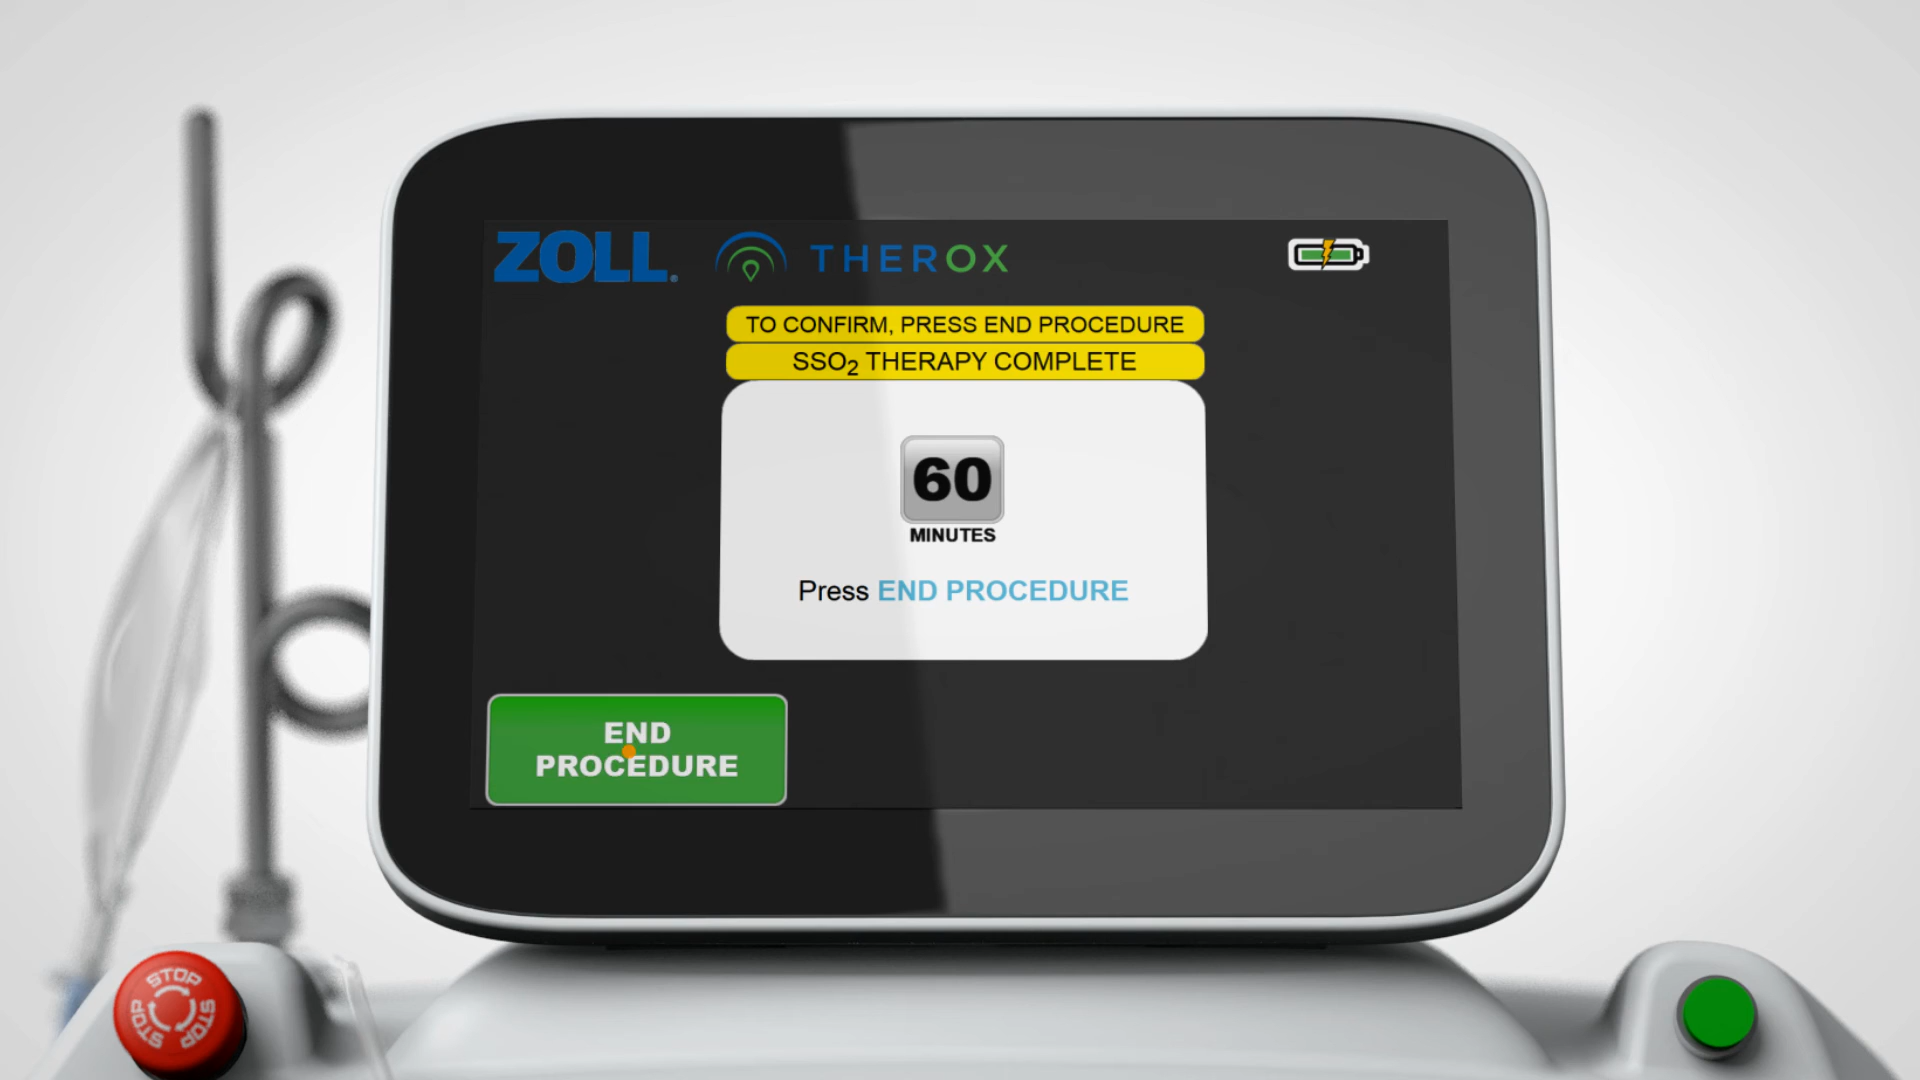 ZOLL.
THEROX
TO CONFIRM, PRESS END PROCEDURE
SSO₂ THERAPY COMPLETE
60
MINUTES
Press END PROCEDURE
END
PROCEDURE
STOP
STOP
STOP